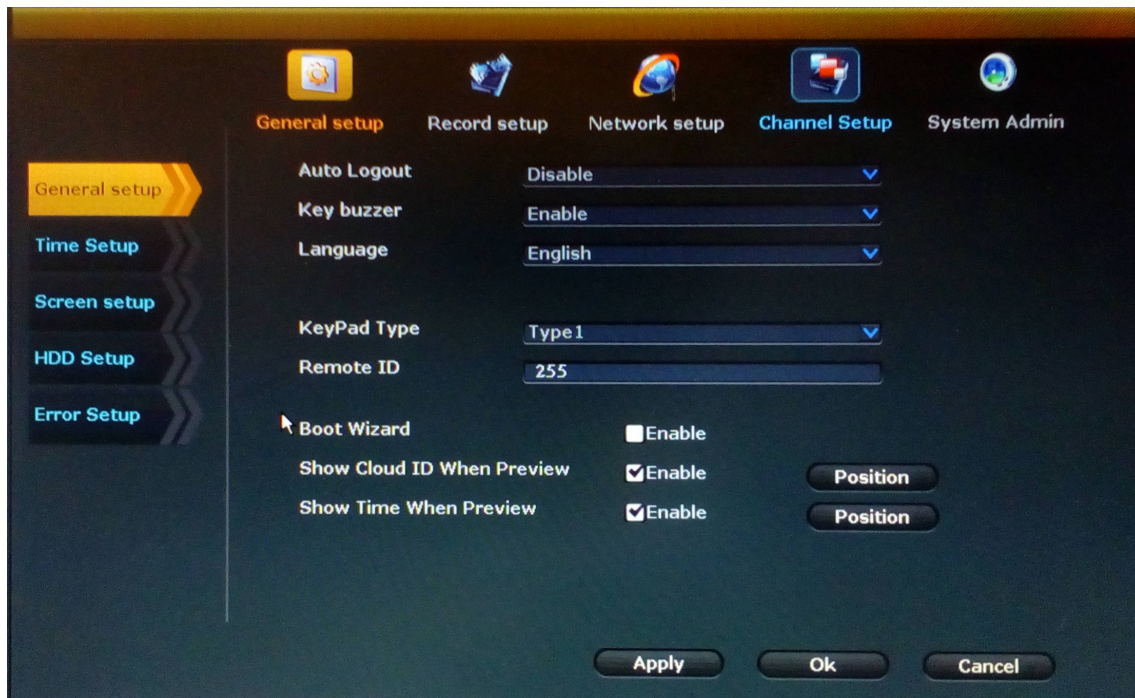 General setup Record setup Network setup Channel Setup System Admin
General setup
Time Setup
Screen setup
HDD Setup
Error Setup
Auto Logout Disable
Key buzzer Enable
Language English
KeyPad Type Type1
Remote ID 255
Boot Wizard Enable
Show Cloud ID When Preview Enable Position
Show Time When Preview Enable Position
Apply Ok Cancel